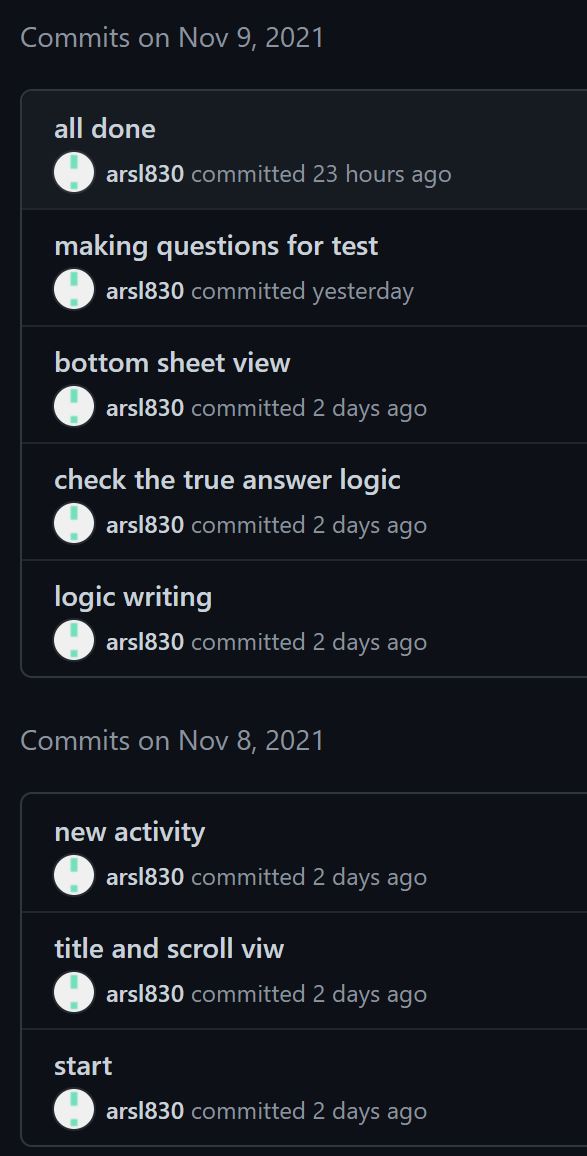 Commits on Nov 9, 2021
all done
arsl830 committed 23 hours ago
making questions for test
arsl830 committed yesterday
bottom sheet view
arsl830 committed 2 days ago
check the true answer logic
arsl830 committed 2 days ago
logic writing
arsl830 committed 2 days ago
Commits on Nov 8, 2021
new activity
arsl830 committed 2 days ago
title and scroll viw
arsl830 committed 2 days ago
start
arsl830 committed 2 days ago